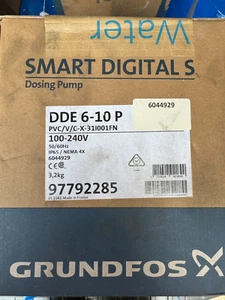 Water
SMART DIGITAL S
Dosing Pump
DDE 6-10 P
6044929
PVC/V/C-X-31I001FN
100-240V
50/60Hz
IP65 / NEMA 4X
6044929
3,2kg
97792285
GRUNDFOS X